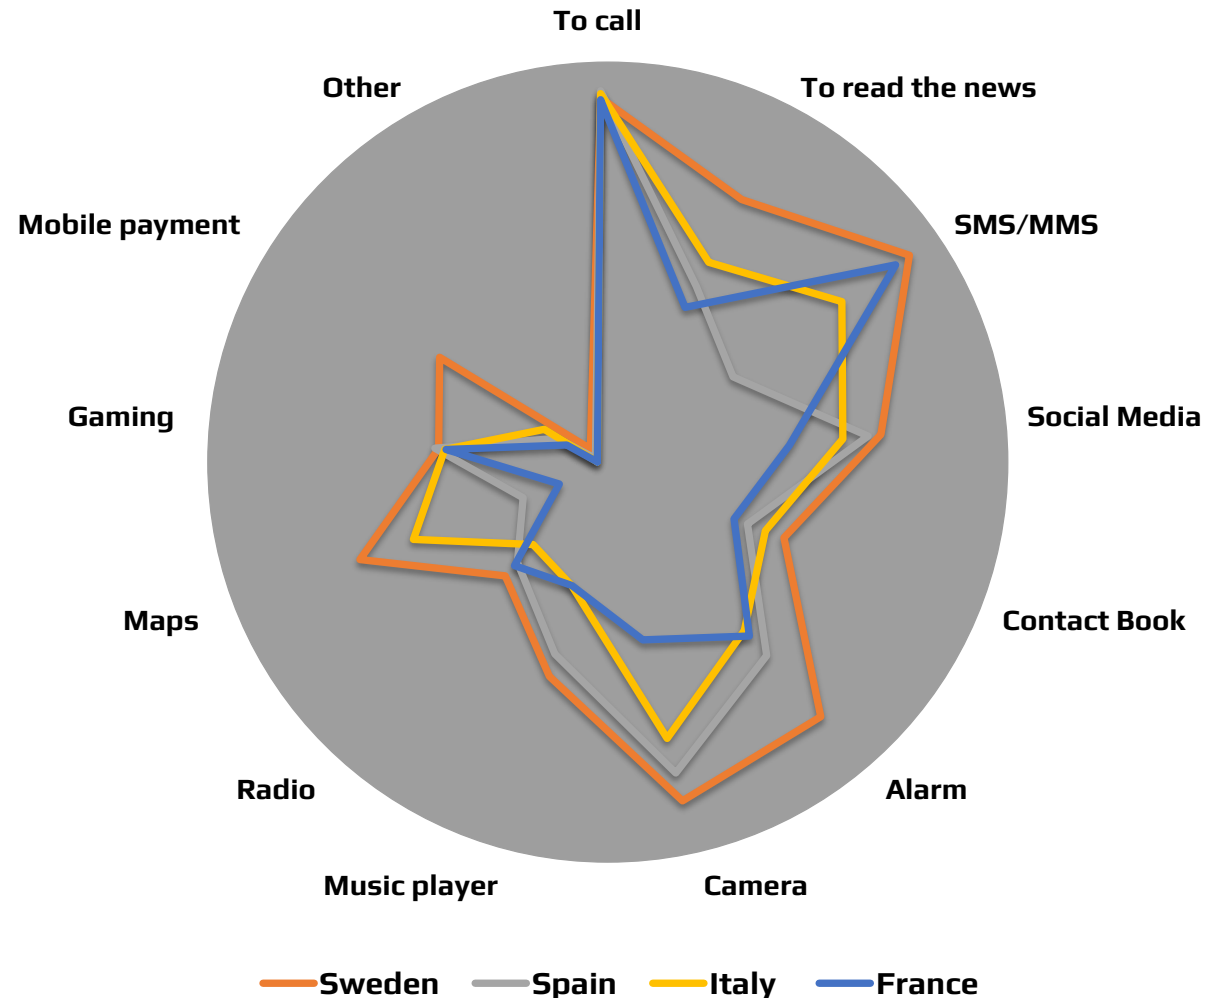 To call
Other
To read the news
Mobile payment
SMS/MMS
Gaming
Social Media
Maps
Contact Book
Radio
Alarm
Music player
Camera
Sweden Spain Italy France